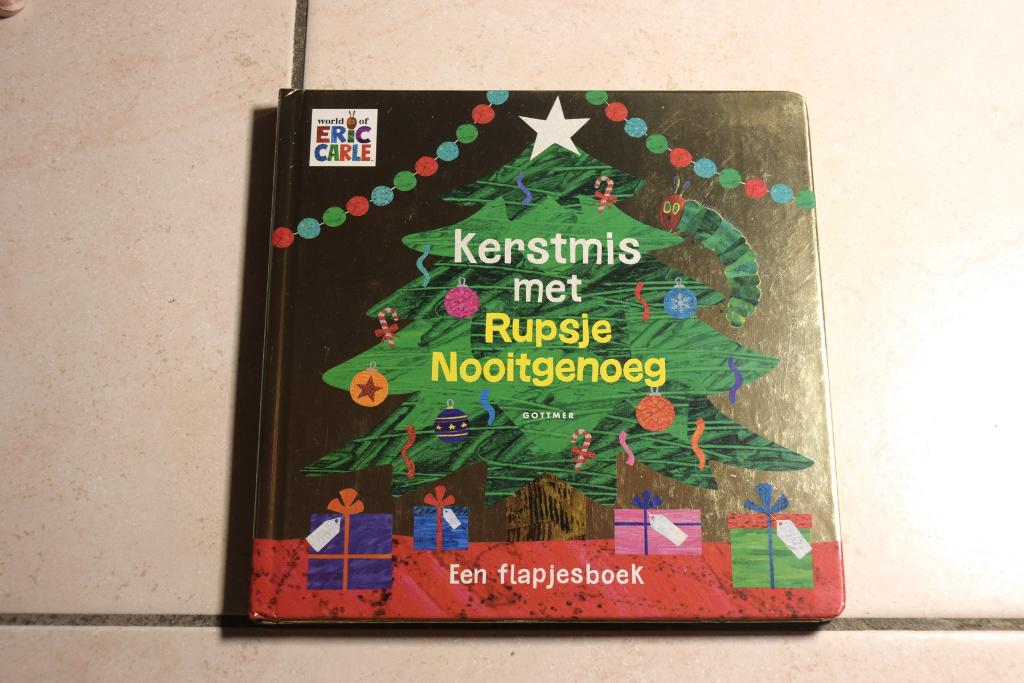 world of
ERIC
CARLE
Kerstmis
met
Rupsje
Nooitgenoeg
GOTTMER
Een flapjesboek